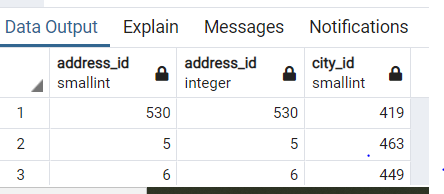 Data Output Explain Messages Notifications
address_id address_id city_id
smallint integer smallint
1 530 530 419
2 5 5 463
3 6 6 449